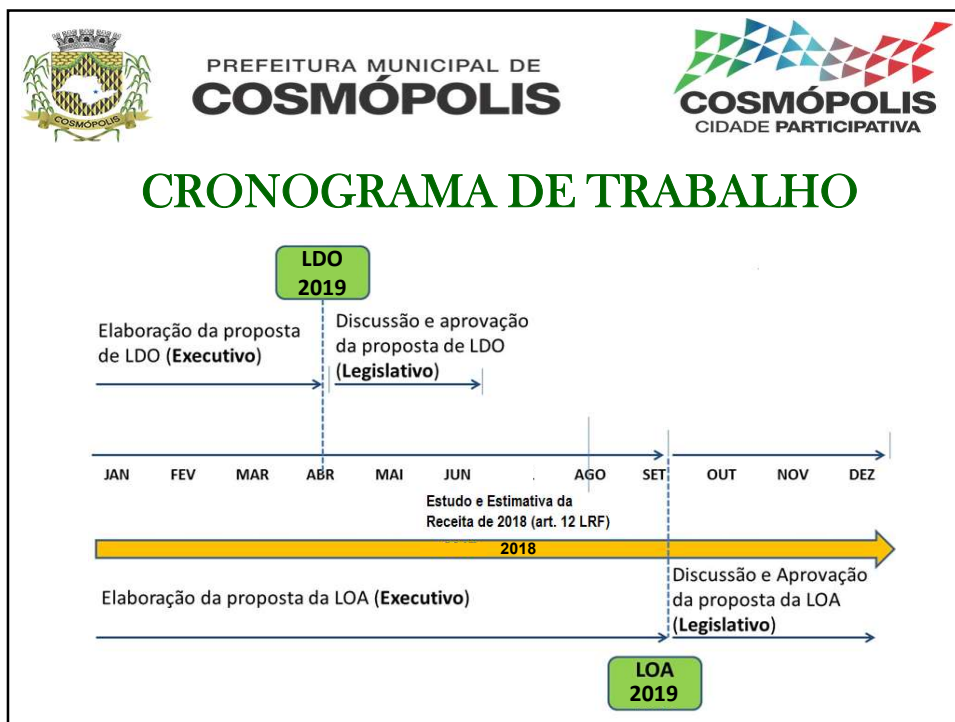 PREFEITURA MUNICIPAL DE
COSMÓPOLIS
COSMÓPOLIS
COSMÓPOLIS
CIDADE PARTICIPATIVA
CRONOGRAMA DE TRABALHO
LDO
2019
Elaboração da proposta
de LDO (Executivo)
Discussão e aprovação
da proposta de LDO
(Legislativo)
JAN FEV MAR ABR MAI JUN AGO SET OUT NOV DEZ
Estudo e Estimativa da
Receita de 2018 (art. 12 LRF)
2018
Elaboração da proposta da LOA (Executivo)
Discussão e Aprovação
da proposta da LOA
(Legislativo)
LOA
2019